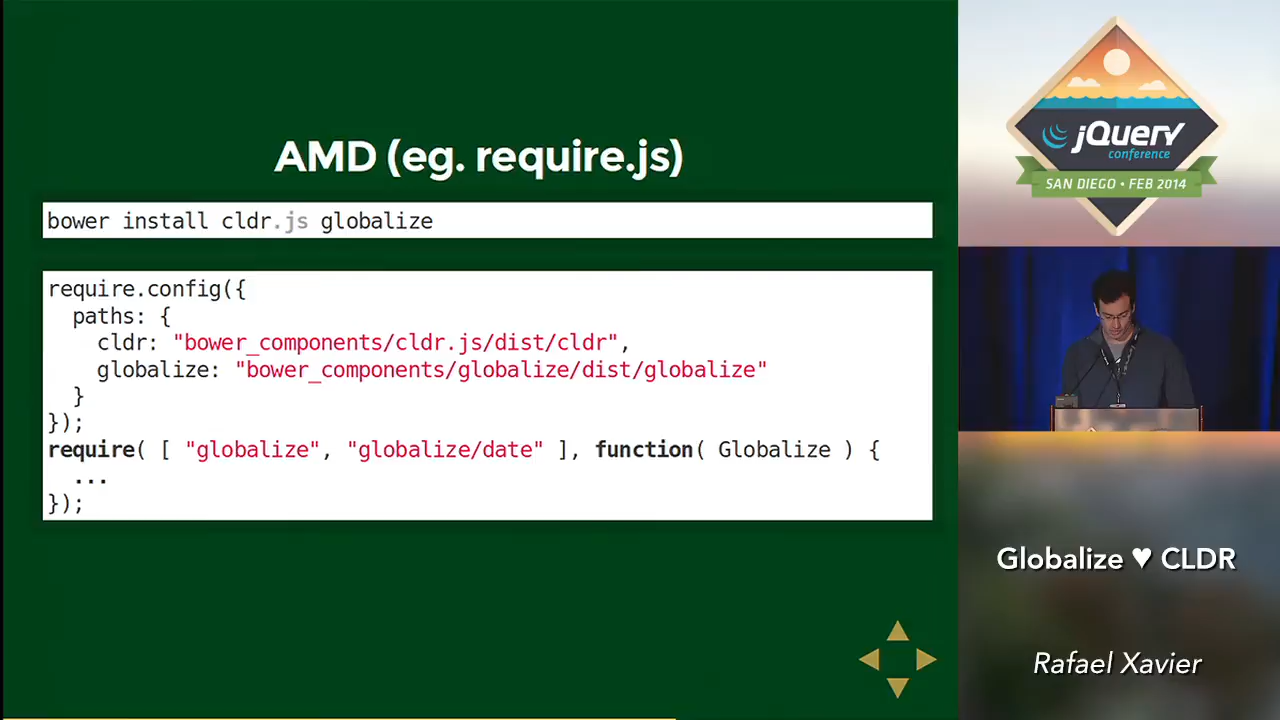 AMD (eg. require.js)
bower install cldr.js globalize
require.config({
  paths: {
    cldr: "bower_components/cldr.js/dist/cldr",
    globalize: "bower_components/globalize/dist/globalize"
  }
});
require( [ "globalize", "globalize/date" ], function( Globalize ) {
  ...
});
jQuery
conference
SAN DIEGO • FEB 2014
Globalize ♥ CLDR
Rafael Xavier